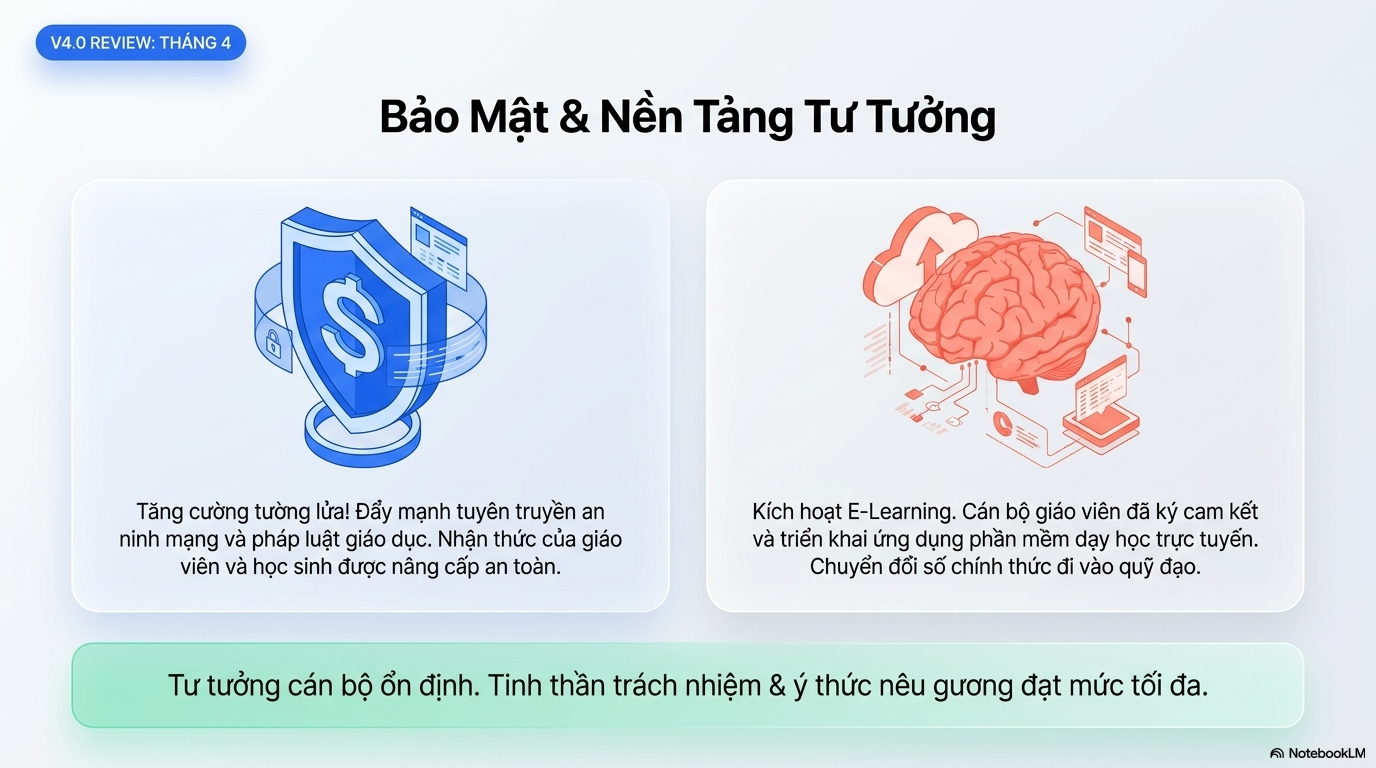 V4.0 REVIEW: THÁNG 4
Bảo Mật & Nền Tảng Tư Tưởng
Tăng cường tường lửa! Đẩy mạnh tuyên truyền an
ninh mạng và pháp luật giáo dục. Nhận thức của giáo
viên và học sinh được nâng cấp an toàn.
Kích hoạt E-Learning. Cán bộ giáo viên đã ký cam kết
và triển khai ứng dụng phần mềm dạy học trực tuyến.
Chuyển đổi số chính thức đi vào quỹ đạo.
Tư tưởng cán bộ ổn định. Tinh thần trách nhiệm & ý thức nêu gương đạt mức tối đa.
NotebookLM